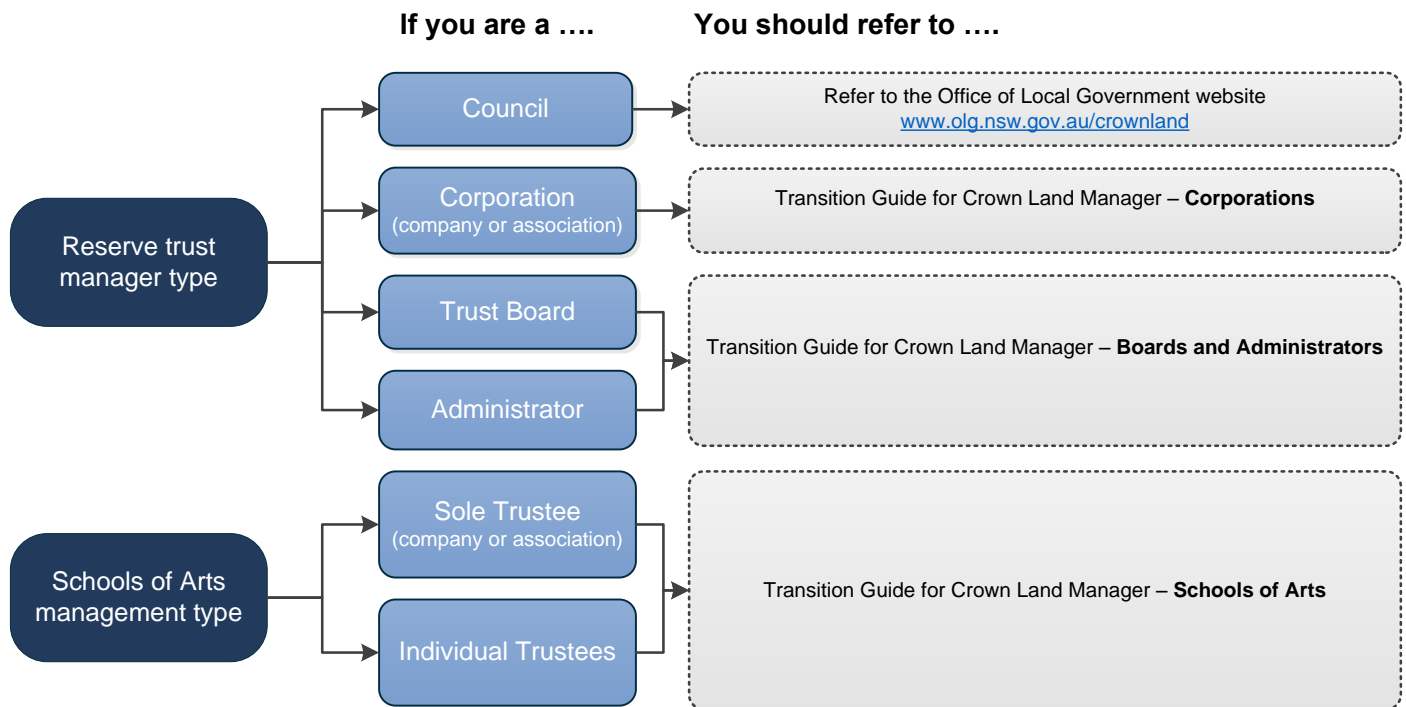 If you are a ....
You should refer to ....
Reserve trust
manager type
Council
Refer to the Office of Local Government website
www.olg.nsw.gov.au/crownland
Corporation
(company or association)
Transition Guide for Crown Land Manager – Corporations
Trust Board
Administrator
Transition Guide for Crown Land Manager – Boards and Administrators
Schools of Arts
management type
Sole Trustee
(company or association)
Individual Trustees
Transition Guide for Crown Land Manager – Schools of Arts